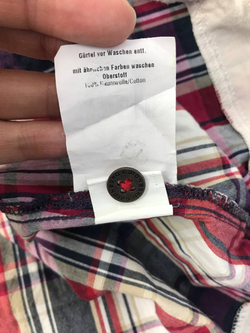 Gürtel vor Waschen entf.
mit ähnlichen Farben waschen
Oberstoff
100% Baumwolle/Cotton